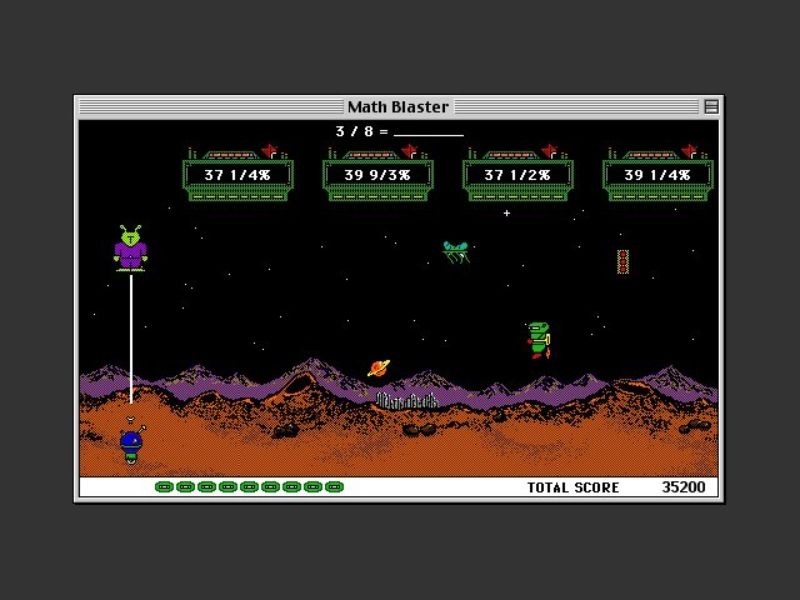 Math Blaster
3 / 8 = ________
37 1/4% 39 9/3% 37 1/2% 39 1/4%
TOTAL SCORE 35200